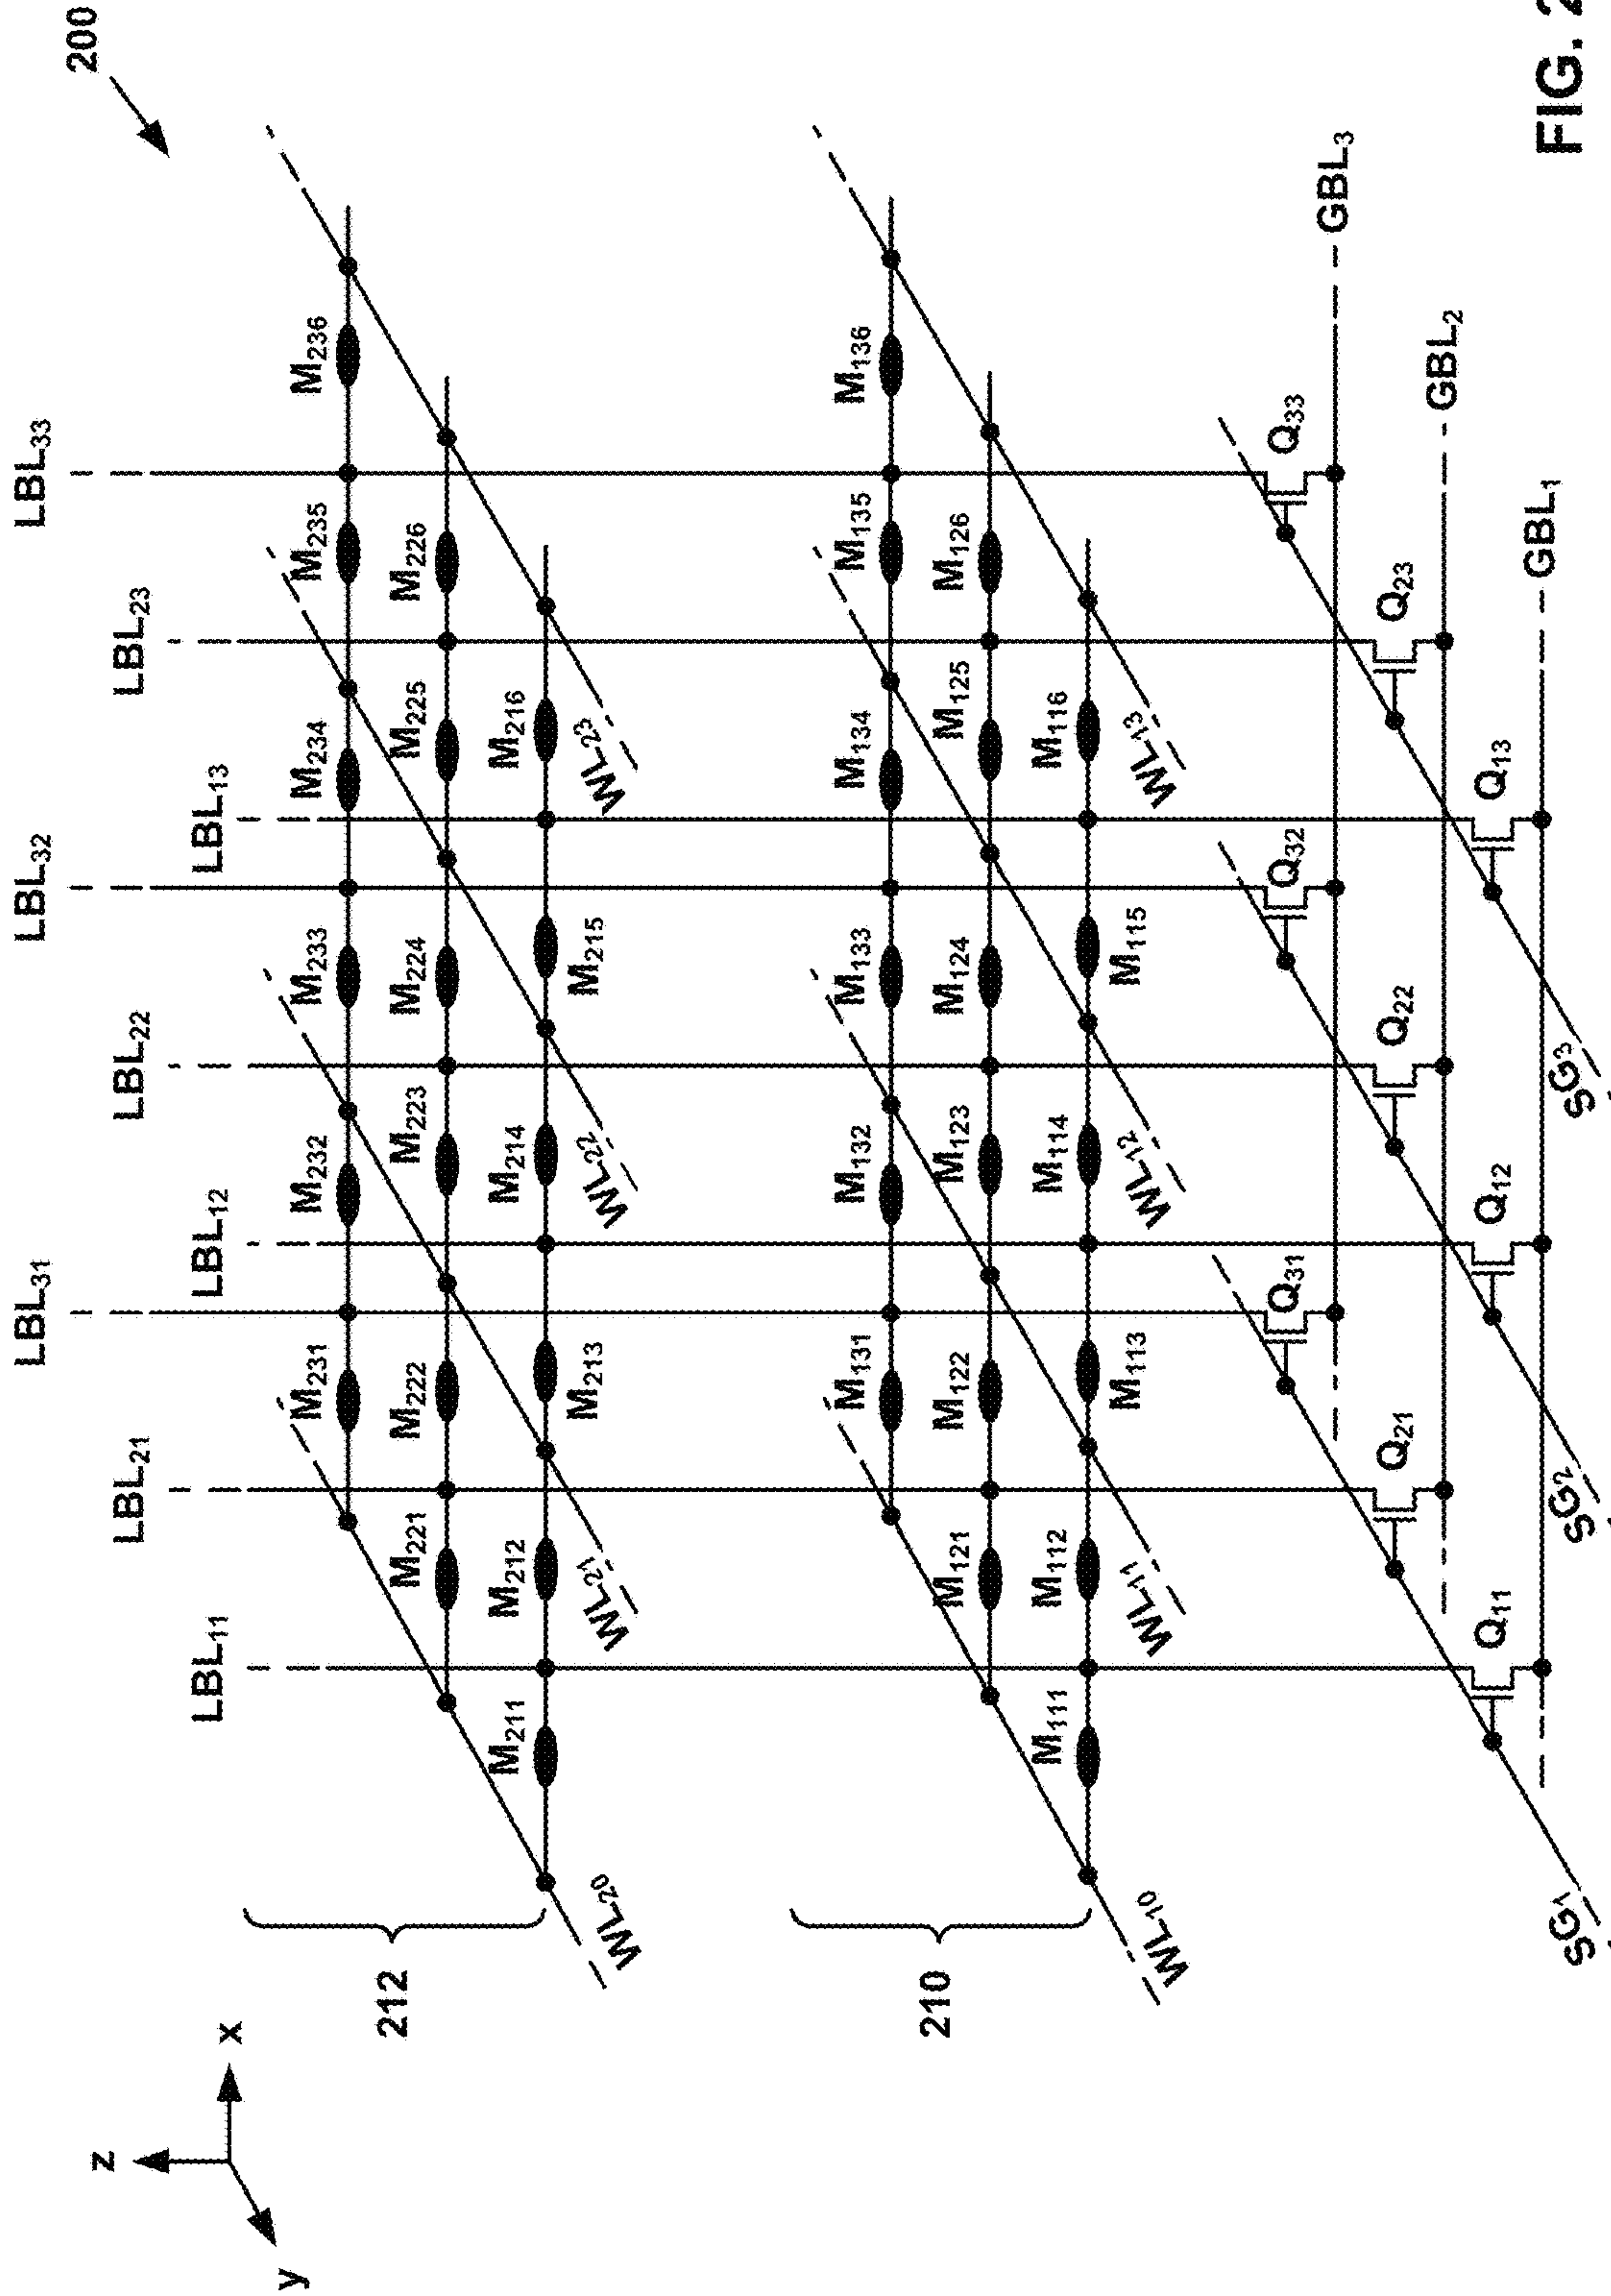 200
LBL31 LBL32 LBL33
LBL21 LBL22 LBL23
LBL11 LBL12 LBL13
z
x
y
212
M231 M232 M233 M234 M235 M236
M221 M222 M223 M224 M225 M226
M211 M212 M214 M216
M213 M215
WL20 WL21 WL22 WL23
210
M131 M132 M133 M134 M135 M136
M121 M122 M123 M124 M125 M126
M111 M112 M114 M116
M113 M115
WL10 WL11 WL12 WL13
Q31 Q32 Q33
GBL3
Q21 Q22 Q23
GBL2
Q11 Q12 Q13
GBL1
SG1 SG2 SG3
FIG. 2